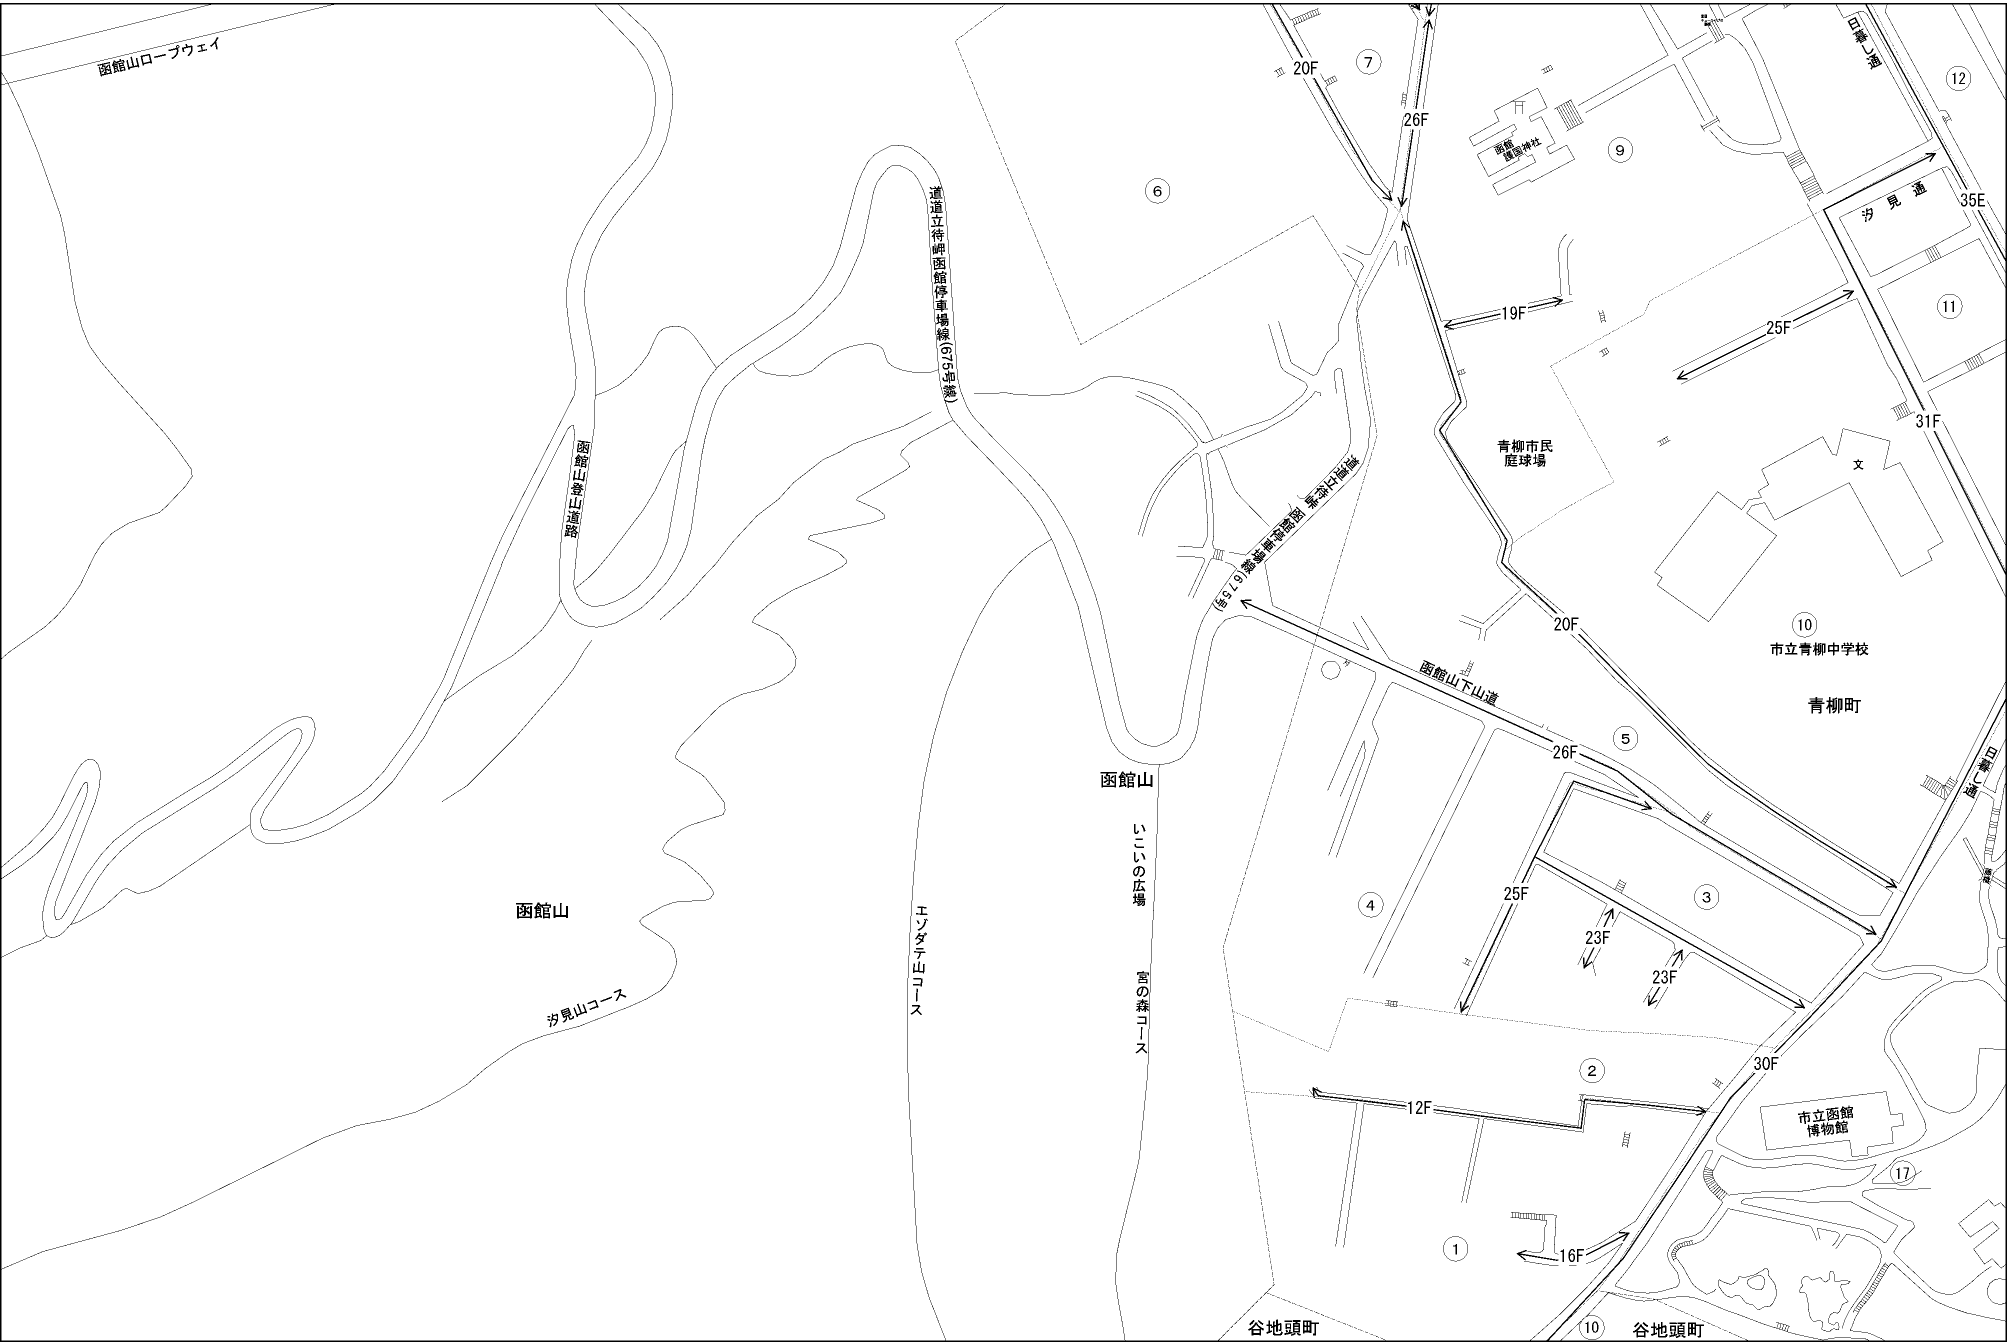 函館山ロープウェイ
20F
7
26F
函館
護国神社
9
日暮し通
12
6
35E
汐見通
道道立待岬函館停車場線(675号線)
19F
25F
11
31F
函館山登山道路
青柳市民
庭球場
文
道道立待岬 函館停車場線(675号)
10
市立青柳中学校
20F
函館山下山道
青柳町
5
26F
日暮し通
函館山
いこいの広場
25F
3
4
函館山
エゾダテ山コース
23F
23F
宮の森コース
汐見山コース
30F
2
12F
市立函館
博物館
17
1
16F
谷地頭町
10
谷地頭町